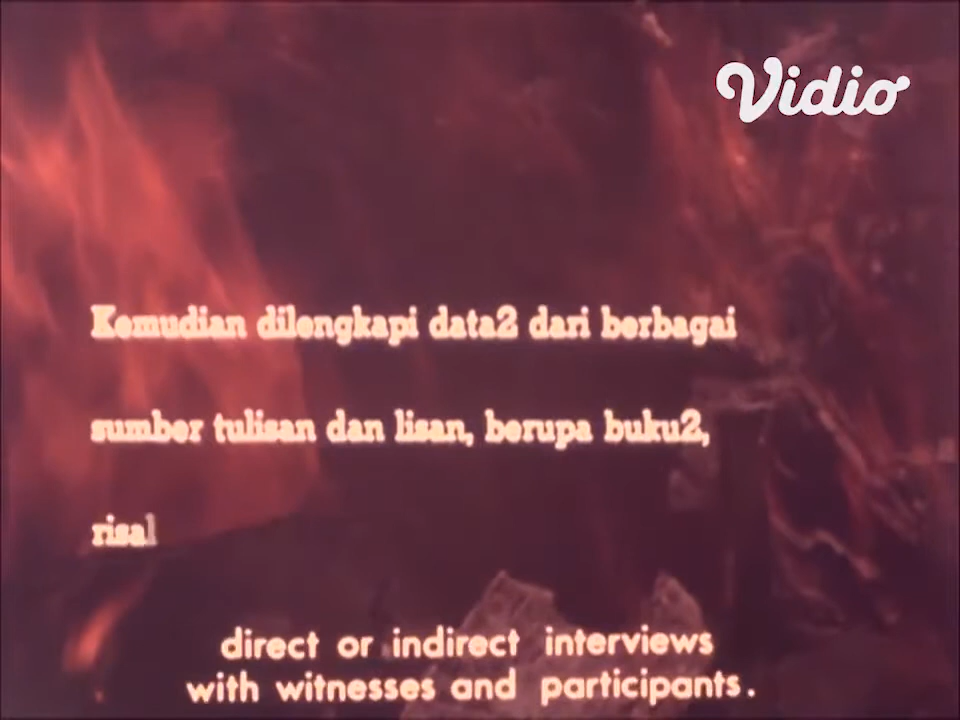 Vidio
Kemudian dilengkapi data2 dari berbagai
sumber tulisan dan lisan, berupa buku2,
risal
direct or indirect interviews
with witnesses and participants.